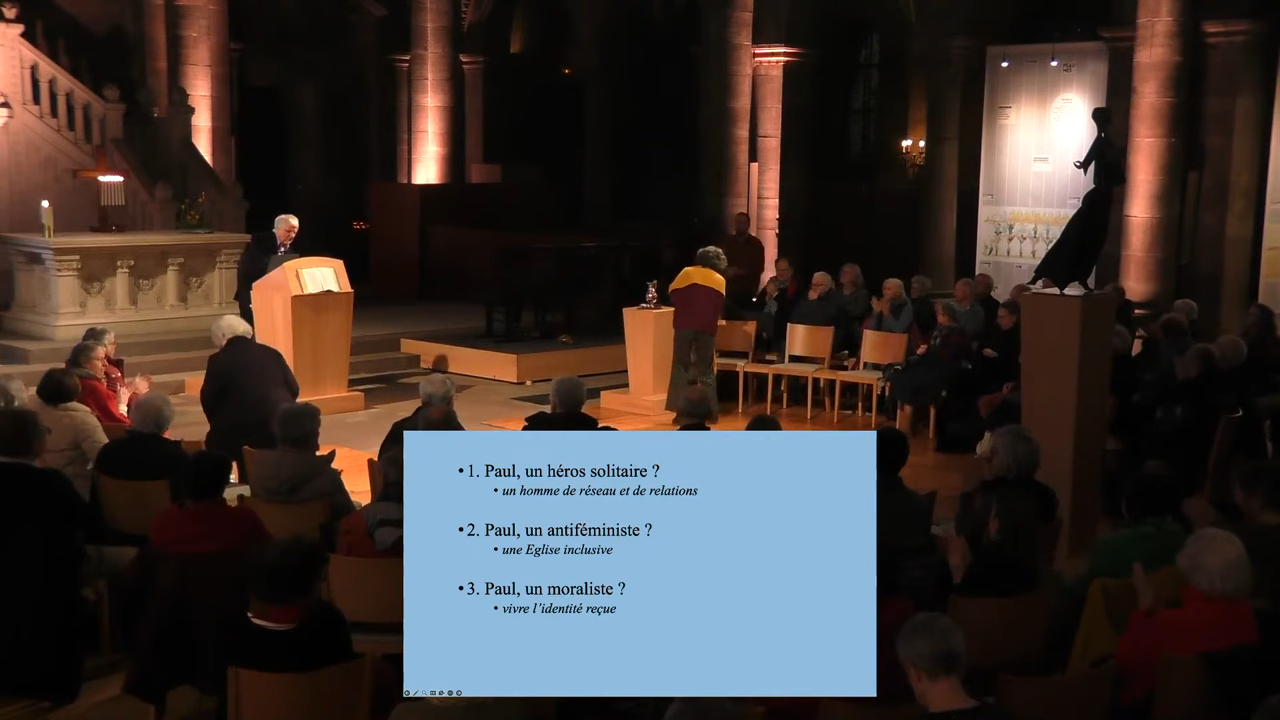 • 1. Paul, un héros solitaire ?
• un homme de réseau et de relations
• 2. Paul, un antiféministe ?
• une Eglise inclusive
• 3. Paul, un moraliste ?
• vivre l’identité reçue